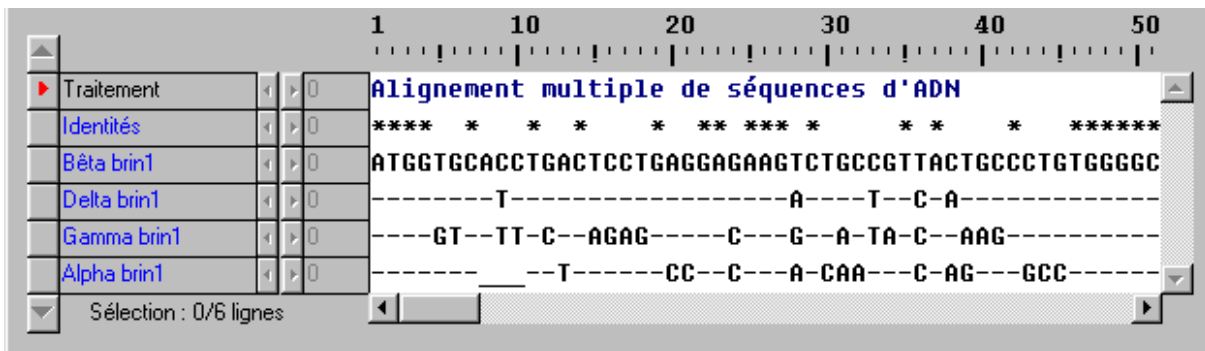 1 10 20 30 40 50
Traitement 0 Alignement multiple de séquences d'ADN
Identités 0 ****  *   *  *    *  ** *** *     * *    *   ******
Bêta brin1 0 ATGGTGCACCTGACTCCTGAGGAGAAGTCTGCCGTTACTGCCCTGTGGGGC
Delta brin1 0 --------T------------------A----T--C-A-------------
Gamma brin1 0 ----GT--TT-C--AGAG-----C---G--A-TA-C--AAG----------
Alpha brin1 0 -------___--T------CC--C---A-CAA---C-AG---GCC------
Sélection : 0/6 lignes